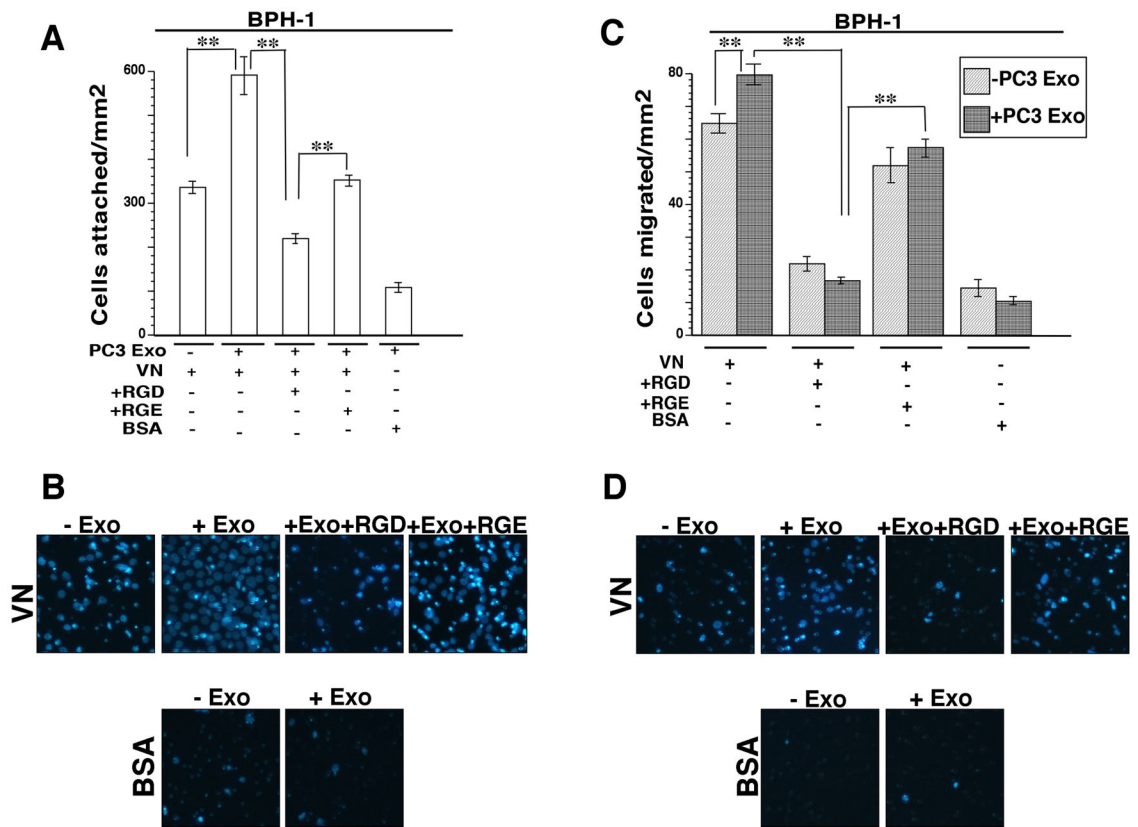 A
BPH-1
** **
**
600
300
0
Cells attached/mm2
PC3 Exo - + + + +
VN + + + + -
+RGD - - + - -
+RGE - - - + -
BSA - - - - +
B
- Exo + Exo +Exo+RGD +Exo+RGE
VN
- Exo + Exo
BSA
C
BPH-1
** **
**
-PC3 Exo
+PC3 Exo
80
40
0
Cells migrated/mm2
VN + + + -
+RGD - + - -
+RGE - - + -
BSA - - - +
D
- Exo + Exo +Exo+RGD +Exo+RGE
VN
- Exo + Exo
BSA